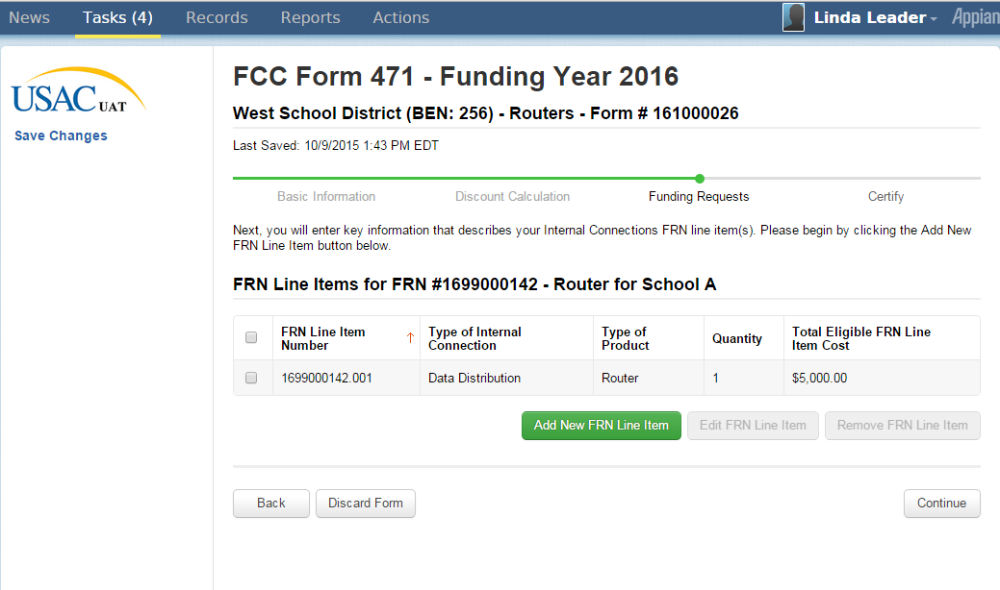 News Tasks (4) Records Reports Actions Linda Leader Appian
USAC UAT
Save Changes
FCC Form 471 - Funding Year 2016
West School District (BEN: 256) - Routers - Form # 161000026
Last Saved: 10/9/2015 1:43 PM EDT
Basic Information Discount Calculation Funding Requests Certify
Next, you will enter key information that describes your Internal Connections FRN line item(s). Please begin by clicking the Add New
FRN Line Item button below.
FRN Line Items for FRN #1699000142 - Router for School A
FRN Line Item Number ↑ Type of Internal Connection Type of Product Quantity Total Eligible FRN Line Item Cost
1699000142.001 Data Distribution Router 1 $5,000.00
Add New FRN Line Item Edit FRN Line Item Remove FRN Line Item
Back Discard Form Continue